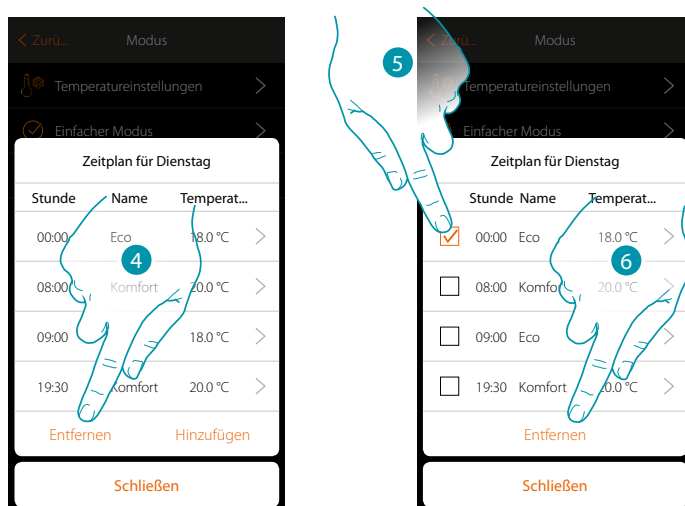 Zurü... Modus
Temperatureinstellungen
Einfacher Modus
Zeitplan für Dienstag
Stunde Name Temperat...
00:00 Eco 18.0 °C
4
08:00 Komfort 20.0 °C
09:00 18.0 °C
19:30 Komfort 20.0 °C
Entfernen Hinzufügen
Schließen
5
Zurü... Modus
Temperatureinstellungen
Einfacher Modus
Zeitplan für Dienstag
Stunde Name Temperat...
00:00 Eco 18.0 °C
6
08:00 Komfort 20.0 °C
09:00 Eco
19:30 Komfort 20.0 °C
Entfernen
Schließen